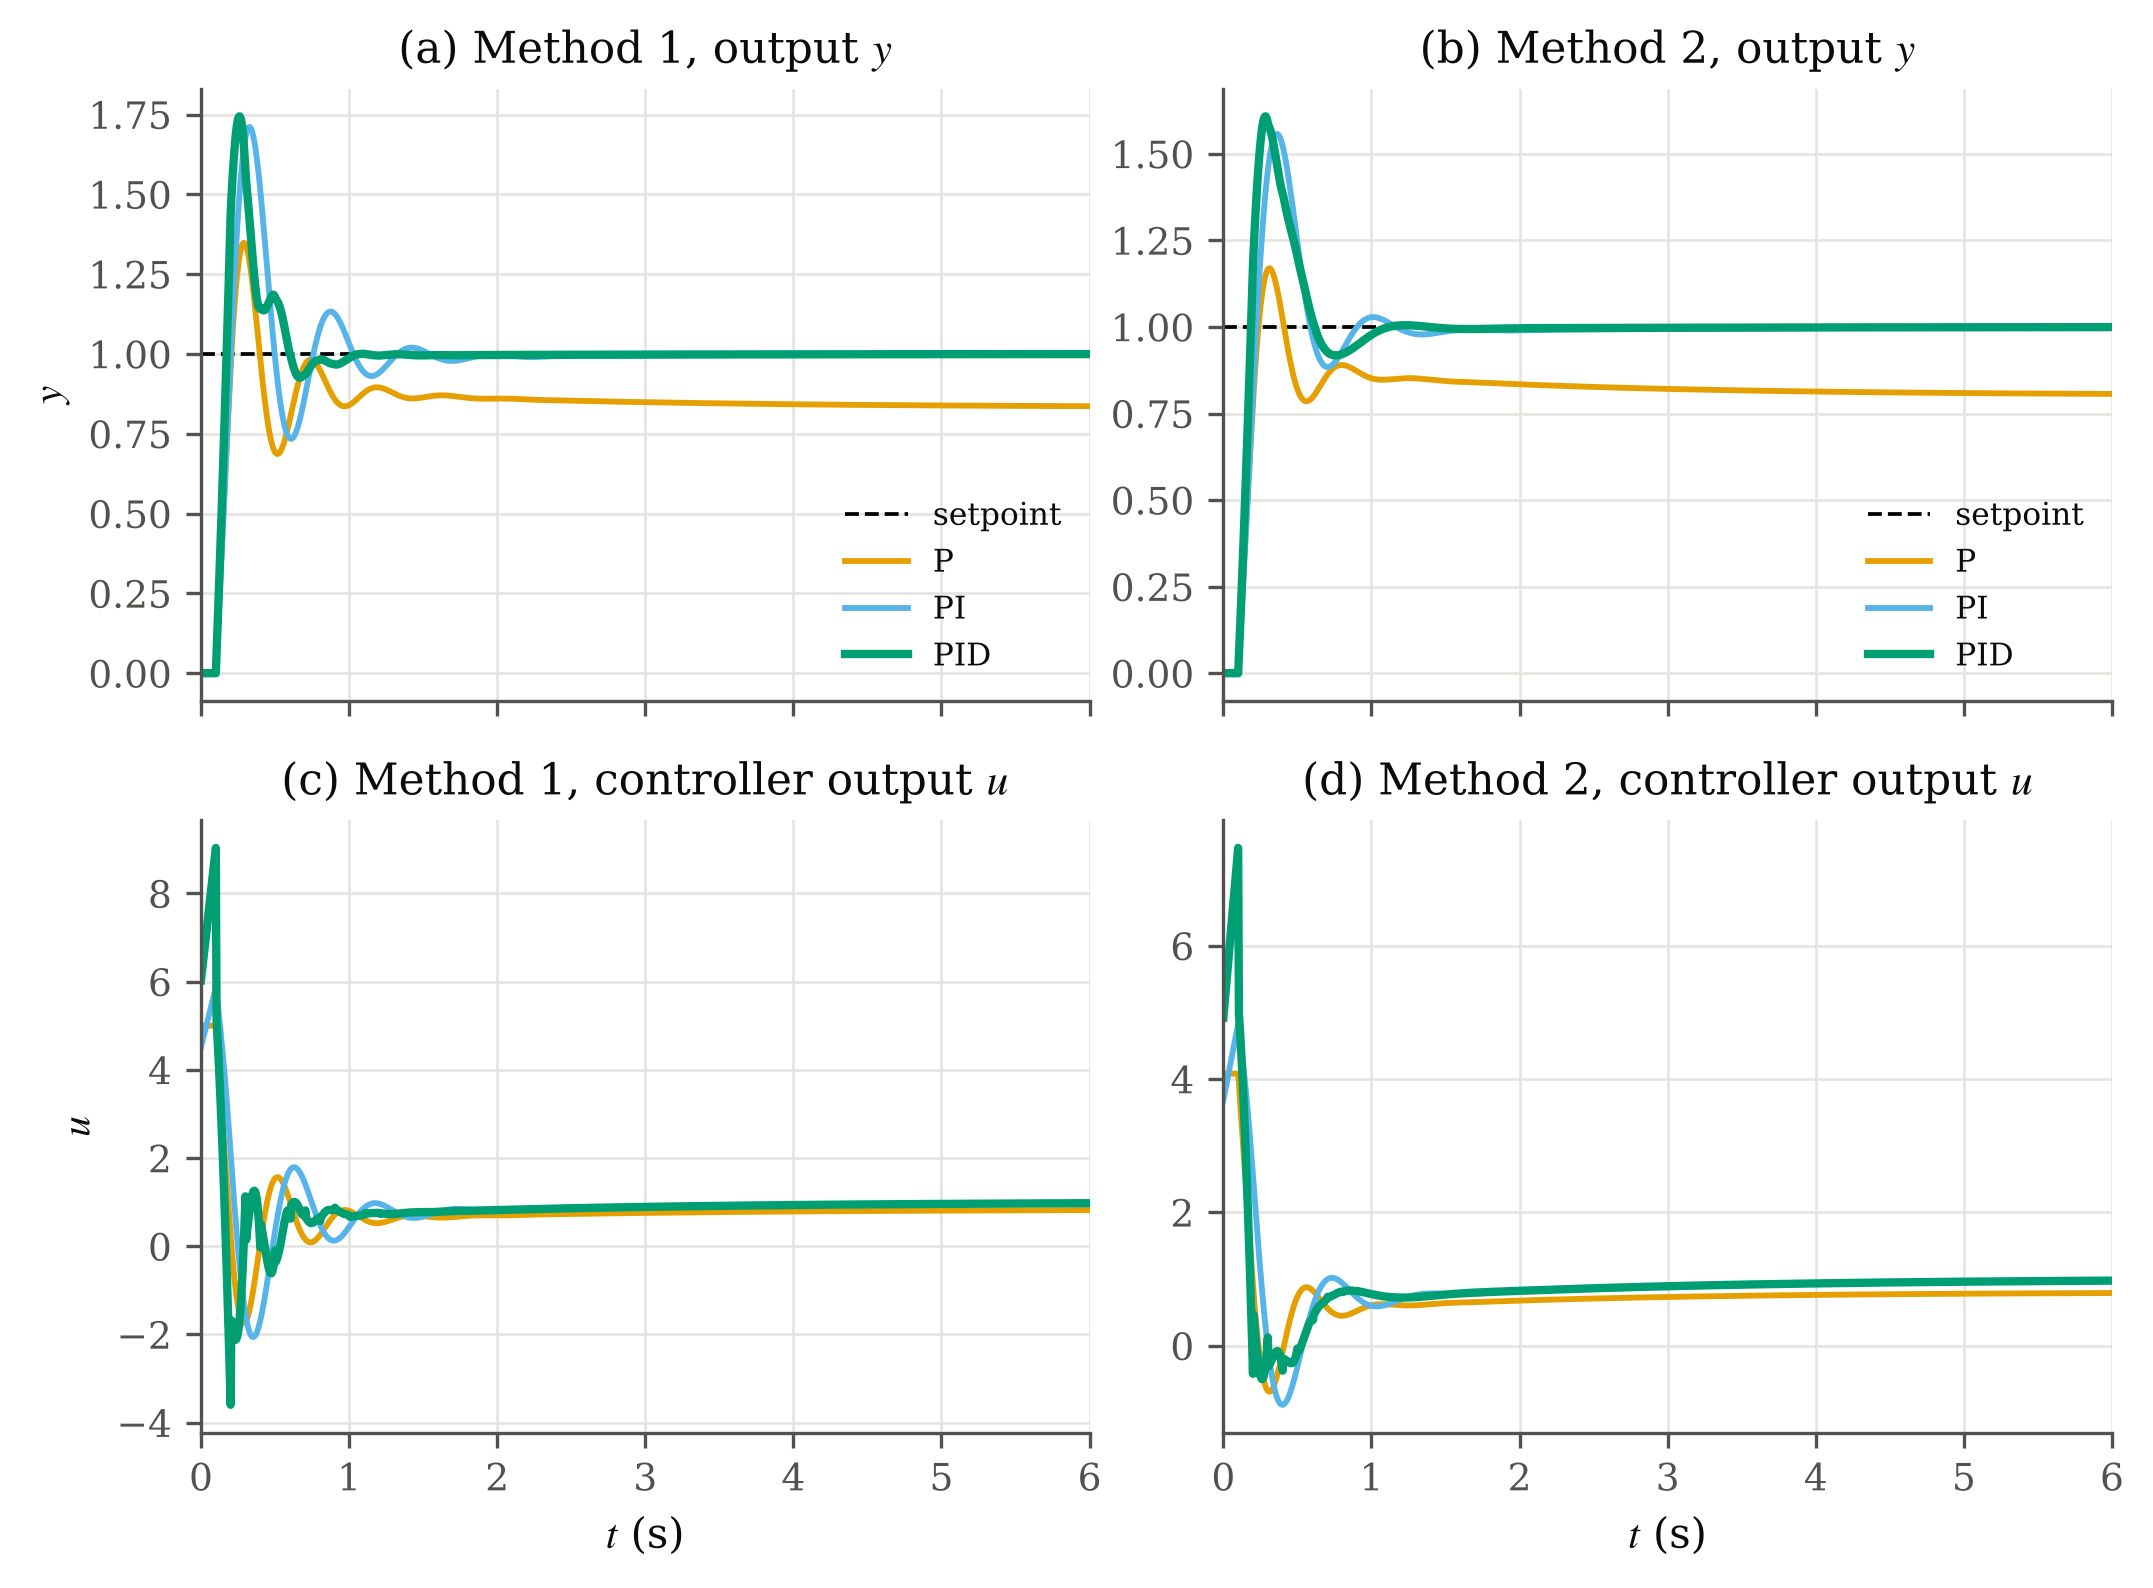 (a) Method 1, output y
(b) Method 2, output y
1.75
1.50
1.25
1.00
0.75
0.50
0.25
0.00
y
setpoint
P
PI
PID
1.50
1.25
1.00
0.75
0.50
0.25
0.00
setpoint
P
PI
PID
(c) Method 1, controller output u
(d) Method 2, controller output u
8
6
4
2
0
−2
−4
u
0 1 2 3 4 5 6
t (s)
6
4
2
0
0 1 2 3 4 5 6
t (s)